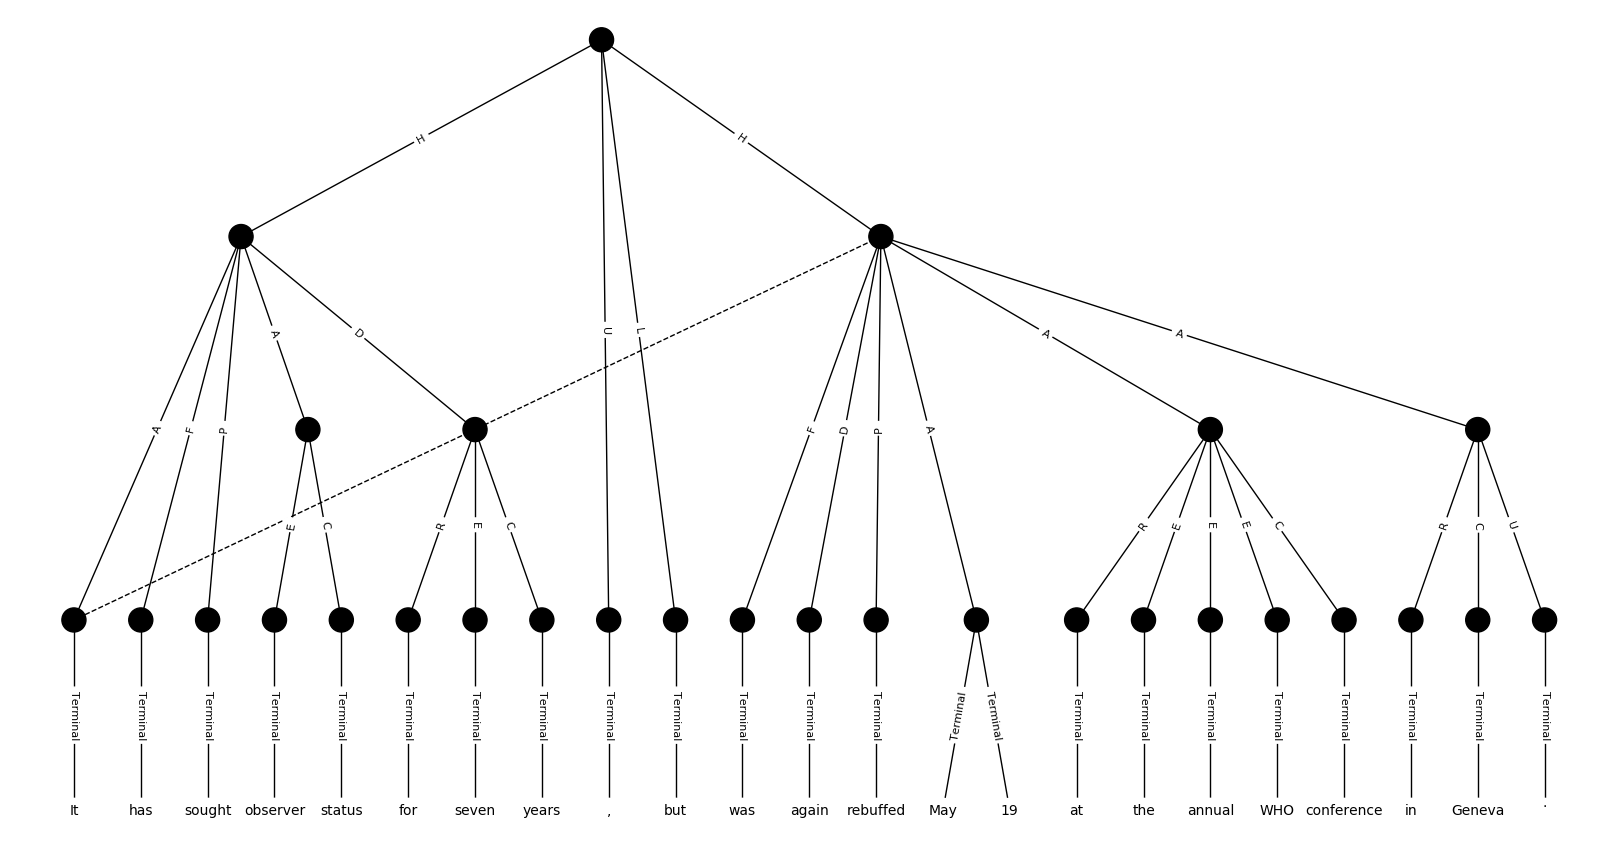 H H
A F P A D U L F D P A A A
E C R E C R E E E C R C U
Terminal Terminal Terminal Terminal Terminal Terminal Terminal Terminal Terminal Terminal Terminal Terminal Terminal Terminal Terminal Terminal Terminal Terminal Terminal Terminal Terminal Terminal Terminal
It has sought observer status for seven years , but was again rebuffed May 19 at the annual WHO conference in Geneva .